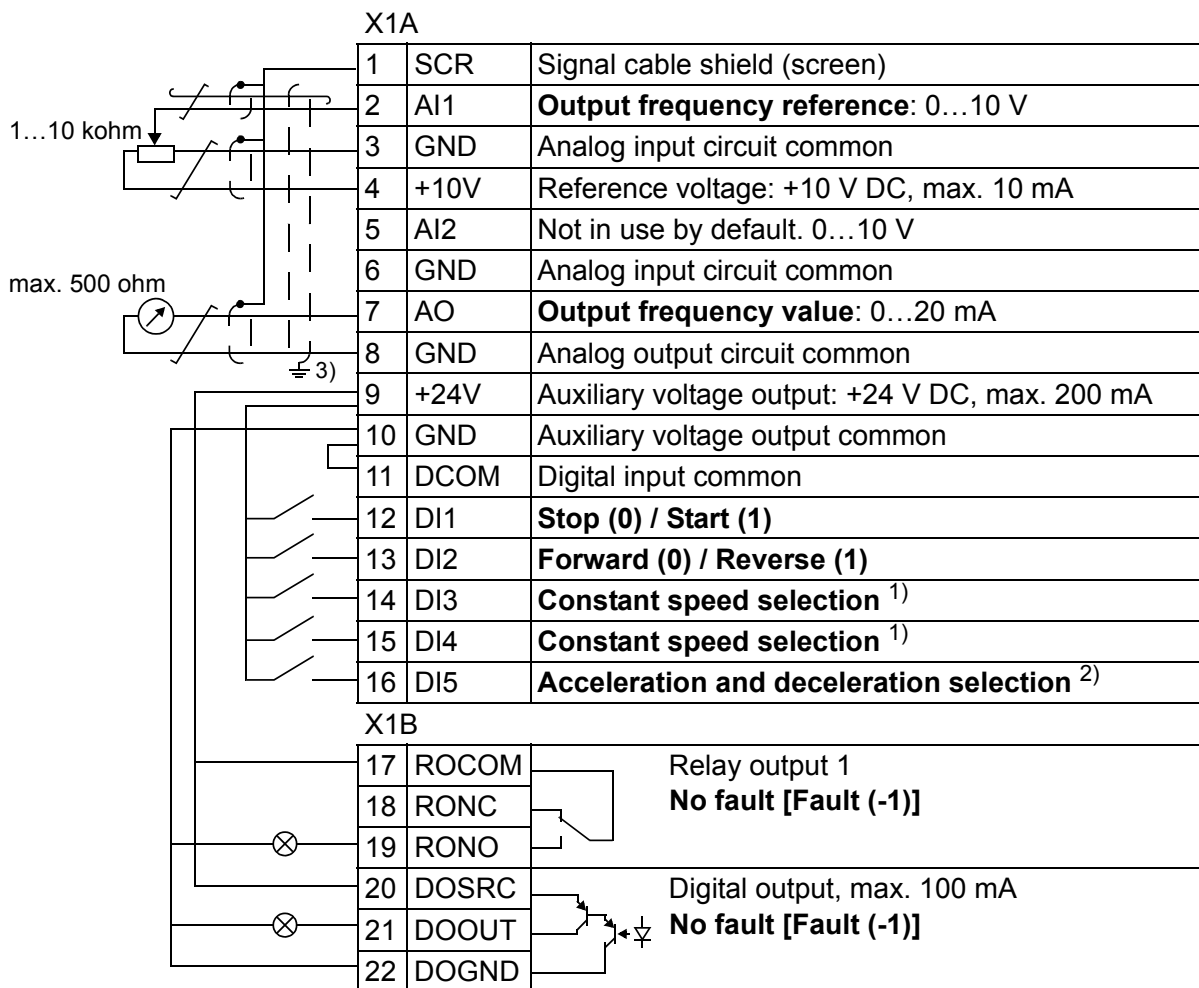 X1A
1 SCR Signal cable shield (screen)
2 AI1 Output frequency reference: 0…10 V
1…10 kohm
3 GND Analog input circuit common
4 +10V Reference voltage: +10 V DC, max. 10 mA
5 AI2 Not in use by default. 0…10 V
6 GND Analog input circuit common
max. 500 ohm
7 AO Output frequency value: 0…20 mA
8 GND Analog output circuit common
3)
9 +24V Auxiliary voltage output: +24 V DC, max. 200 mA
10 GND Auxiliary voltage output common
11 DCOM Digital input common
12 DI1 Stop (0) / Start (1)
13 DI2 Forward (0) / Reverse (1)
14 DI3 Constant speed selection 1)
15 DI4 Constant speed selection 1)
16 DI5 Acceleration and deceleration selection 2)
X1B
17 ROCOM Relay output 1
18 RONC No fault [Fault (-1)]
19 RONO
20 DOSRC Digital output, max. 100 mA
21 DOOUT No fault [Fault (-1)]
22 DOGND